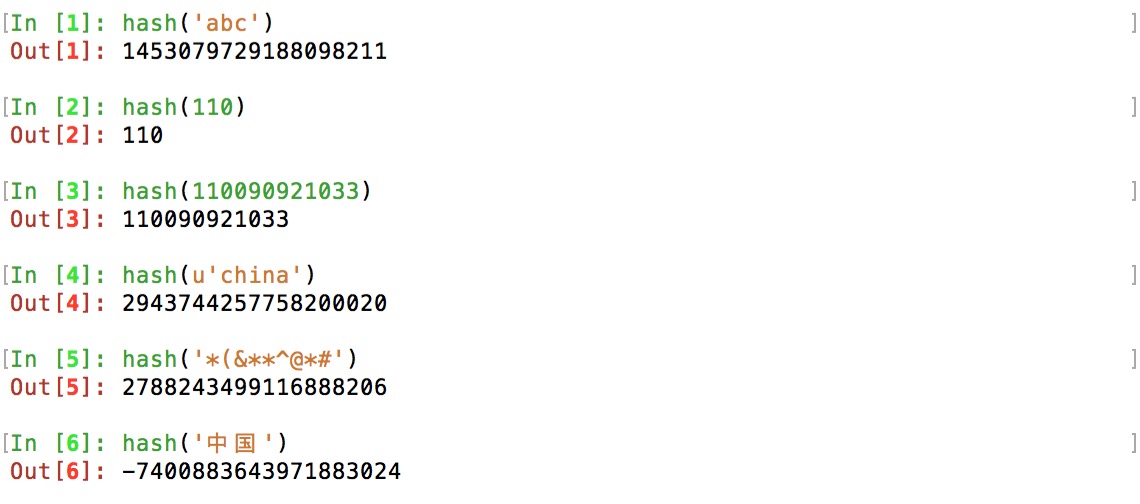 [In [1]: hash('abc') ]
Out[1]: 1453079729188098211
[In [2]: hash(110) ]
Out[2]: 110
[In [3]: hash(110090921033) ]
Out[3]: 110090921033
[In [4]: hash(u'china') ]
Out[4]: 2943744257758200020
[In [5]: hash('*(&**^@*#') ]
Out[5]: 2788243499116888206
[In [6]: hash('中国') ]
Out[6]: -7400883643971883024